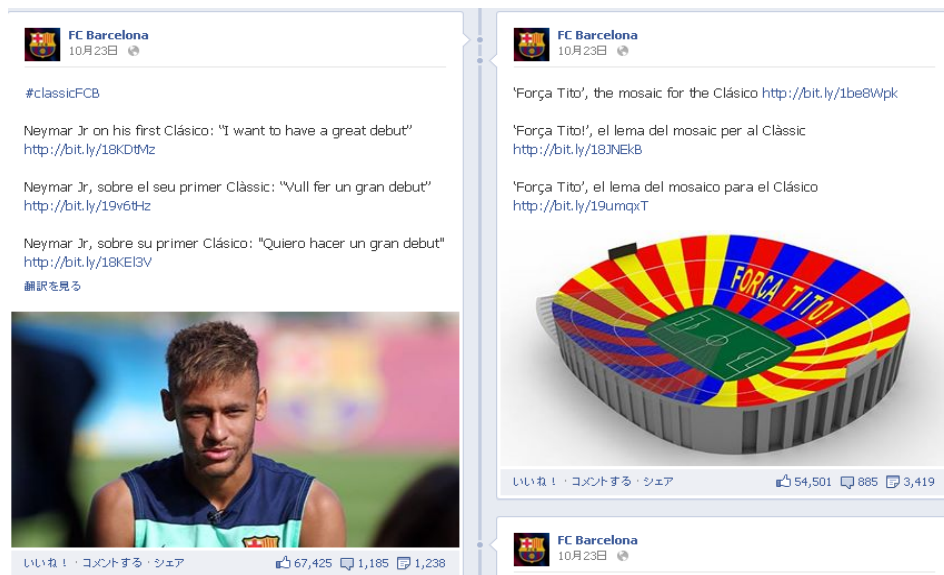 FC Barcelona
10月23日
#classicFCB
Neymar Jr on his first Clásico: “I want to have a great debut”
http://bit.ly/18KDtMz
Neymar Jr, sobre el seu primer Clàssic: “Vull fer un gran debut”
http://bit.ly/19v6tHz
Neymar Jr, sobre su primer Clásico: "Quiero hacer un gran debut"
http://bit.ly/18KEl3V
翻訳を見る
いいね！ · コメントする · シェア 67,425 1,185 1,238
FC Barcelona
10月23日
‘Força Tito’, the mosaic for the Clásico http://bit.ly/1be8Wpk
‘Força Tito!’, el lema del mosaic per al Clàssic
http://bit.ly/18JNEkB
‘Força Tito’, el lema del mosaico para el Clásico
http://bit.ly/19umqxT
FORÇA TITO!
いいね！ · コメントする · シェア 54,501 885 3,419
FC Barcelona
10月23日